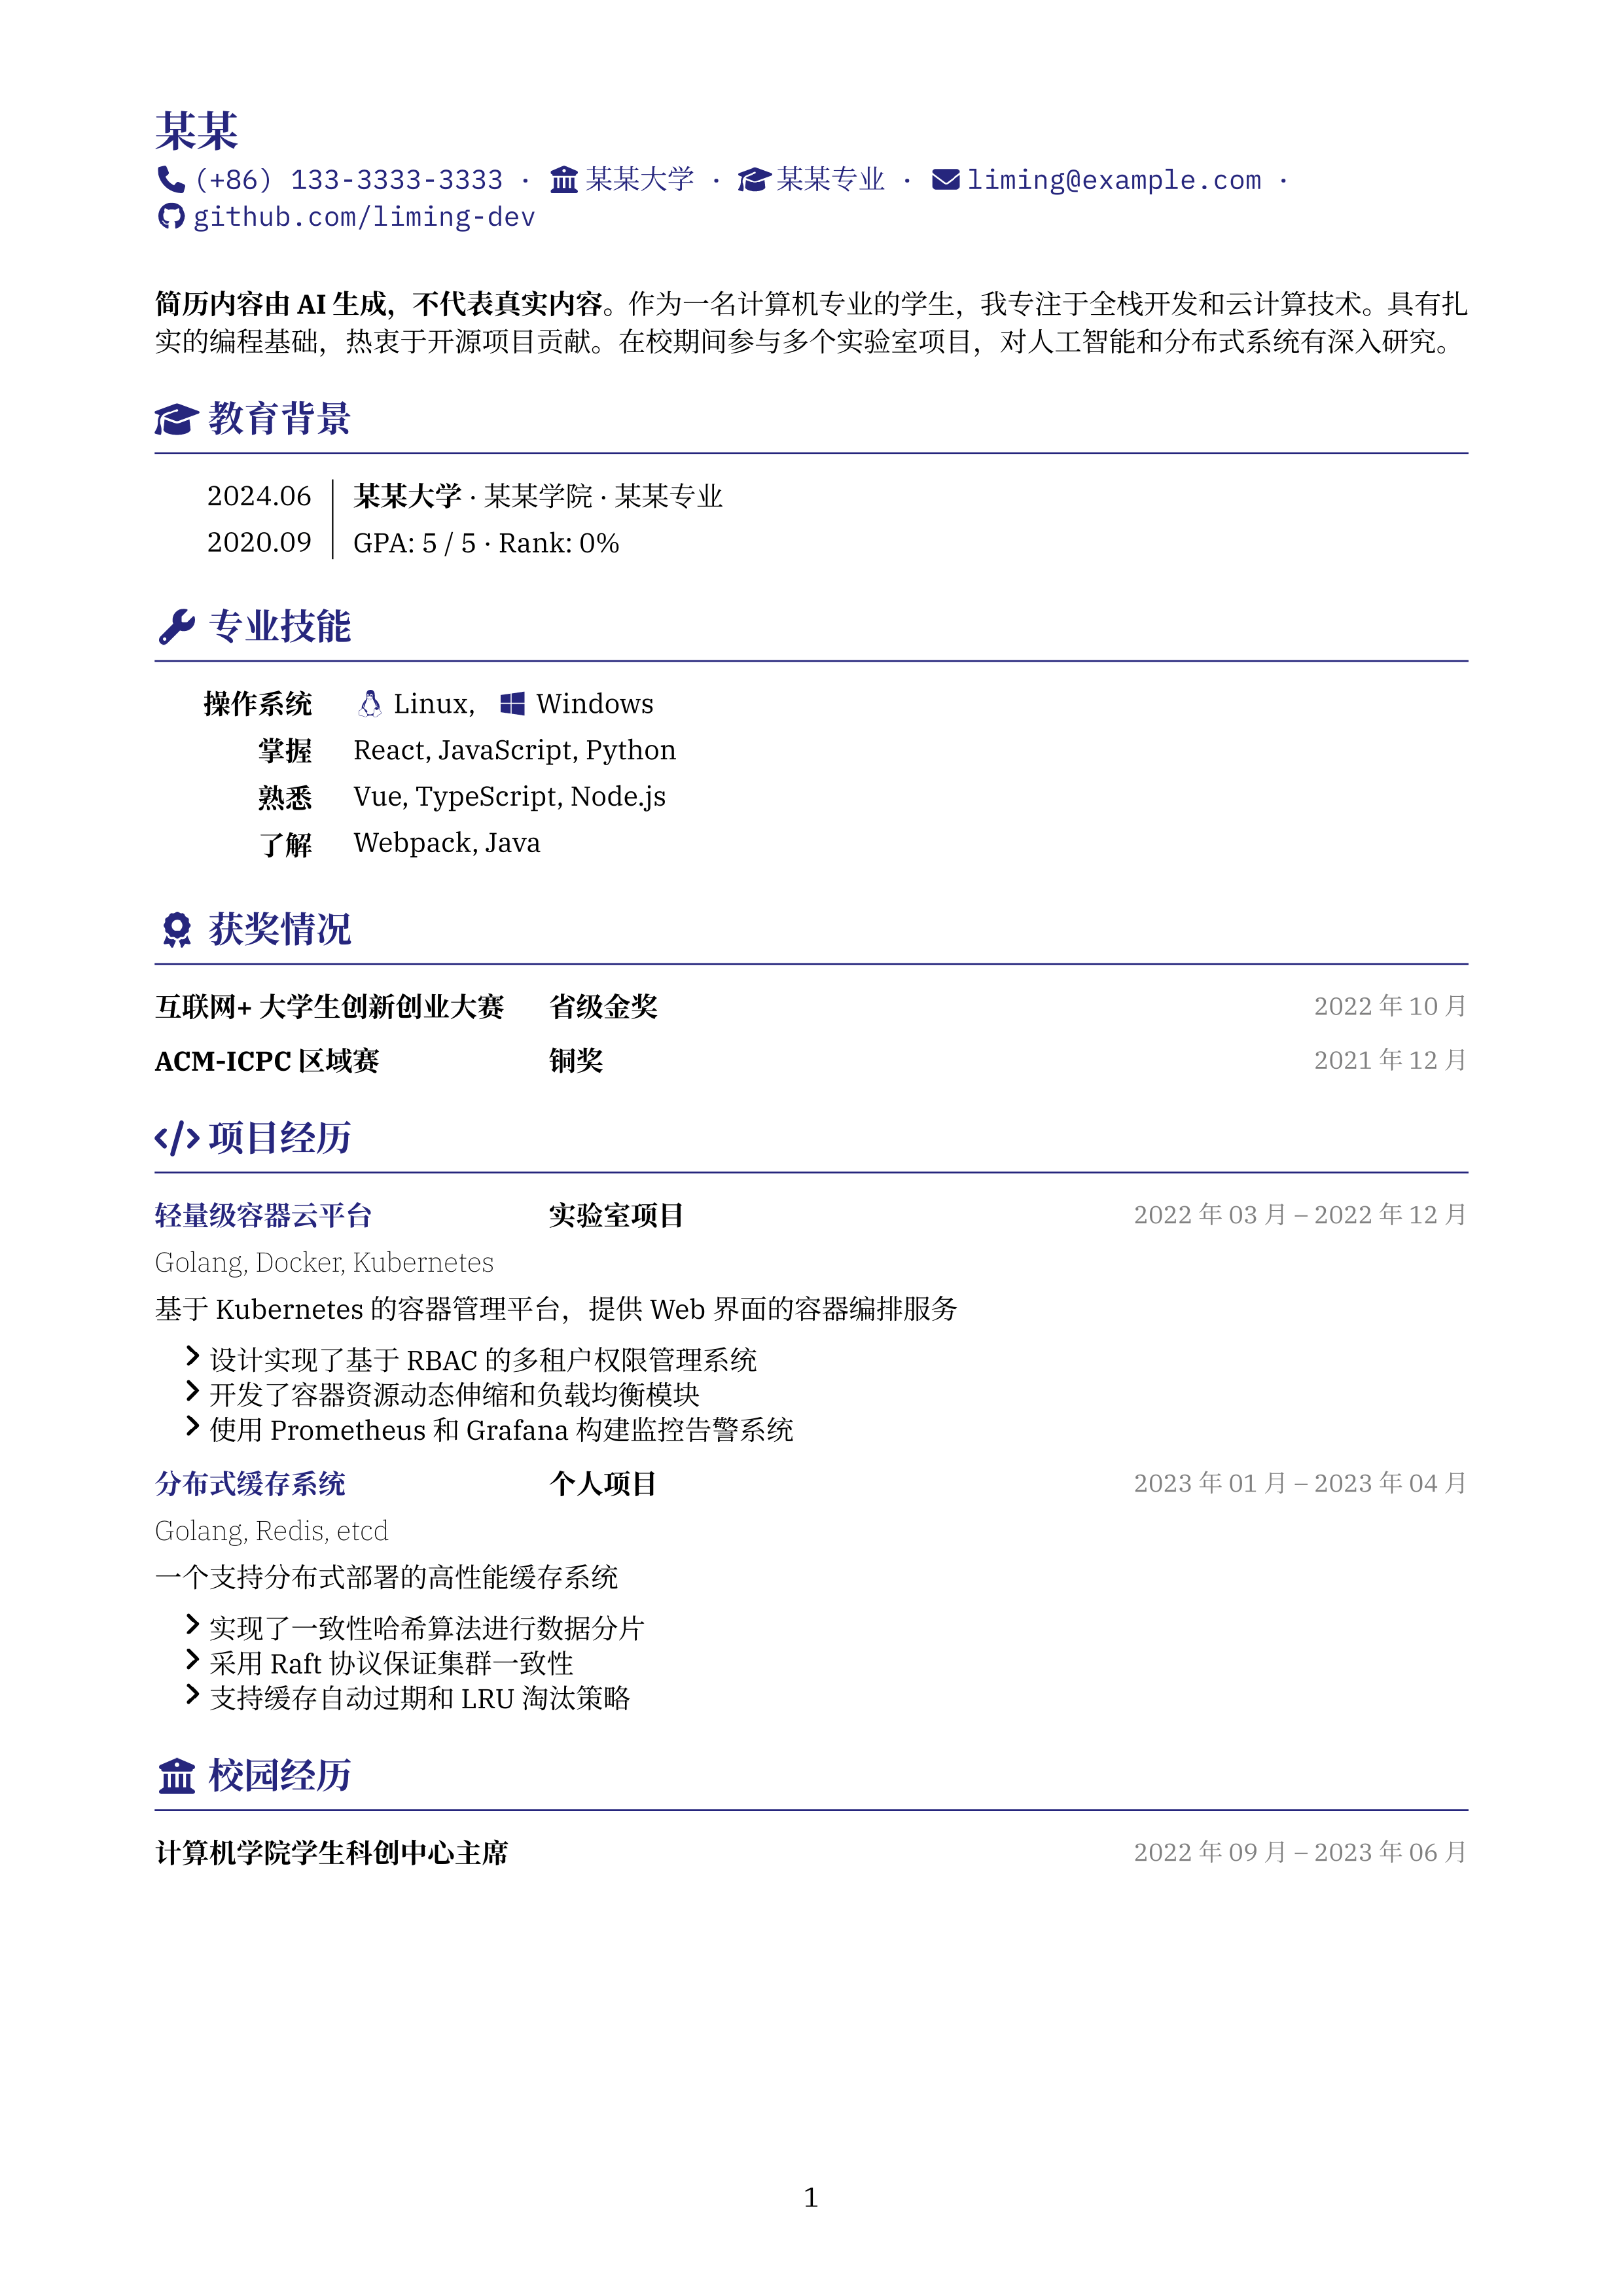 某某
(+86) 133-3333-3333 · 某某大学 · 某某专业 · liming@example.com ·
github.com/liming-dev
简历内容由 AI 生成，不代表真实内容。作为一名计算机专业的学生，我专注于全栈开发和云计算技术。具有扎
实的编程基础，热衷于开源项目贡献。在校期间参与多个实验室项目，对人工智能和分布式系统有深入研究。
教育背景
2024.06 某某大学 · 某某学院 · 某某专业
2020.09 GPA: 5 / 5 · Rank: 0%
专业技能
操作系统 Linux, Windows
掌握 React, JavaScript, Python
熟悉 Vue, TypeScript, Node.js
了解 Webpack, Java
获奖情况
互联网+ 大学生创新创业大赛 省级金奖 2022 年 10 月
ACM-ICPC 区域赛 铜奖 2021 年 12 月
项目经历
轻量级容器云平台 实验室项目 2022 年 03 月 – 2022 年 12 月
Golang, Docker, Kubernetes
基于 Kubernetes 的容器管理平台，提供 Web 界面的容器编排服务
设计实现了基于 RBAC 的多租户权限管理系统
开发了容器资源动态伸缩和负载均衡模块
使用 Prometheus 和 Grafana 构建监控告警系统
分布式缓存系统 个人项目 2023 年 01 月 – 2023 年 04 月
Golang, Redis, etcd
一个支持分布式部署的高性能缓存系统
实现了一致性哈希算法进行数据分片
采用 Raft 协议保证集群一致性
支持缓存自动过期和 LRU 淘汰策略
校园经历
计算机学院学生科创中心主席 2022 年 09 月 – 2023 年 06 月
1